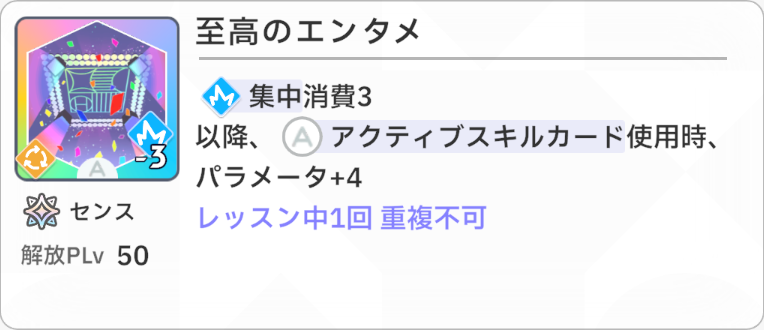 至高のエンタメ
集中消費3
以降、Aアクティブスキルカード使用時、
パラメータ+4
レッスン中1回 重複不可
-3
A
センス
解放PLv 50